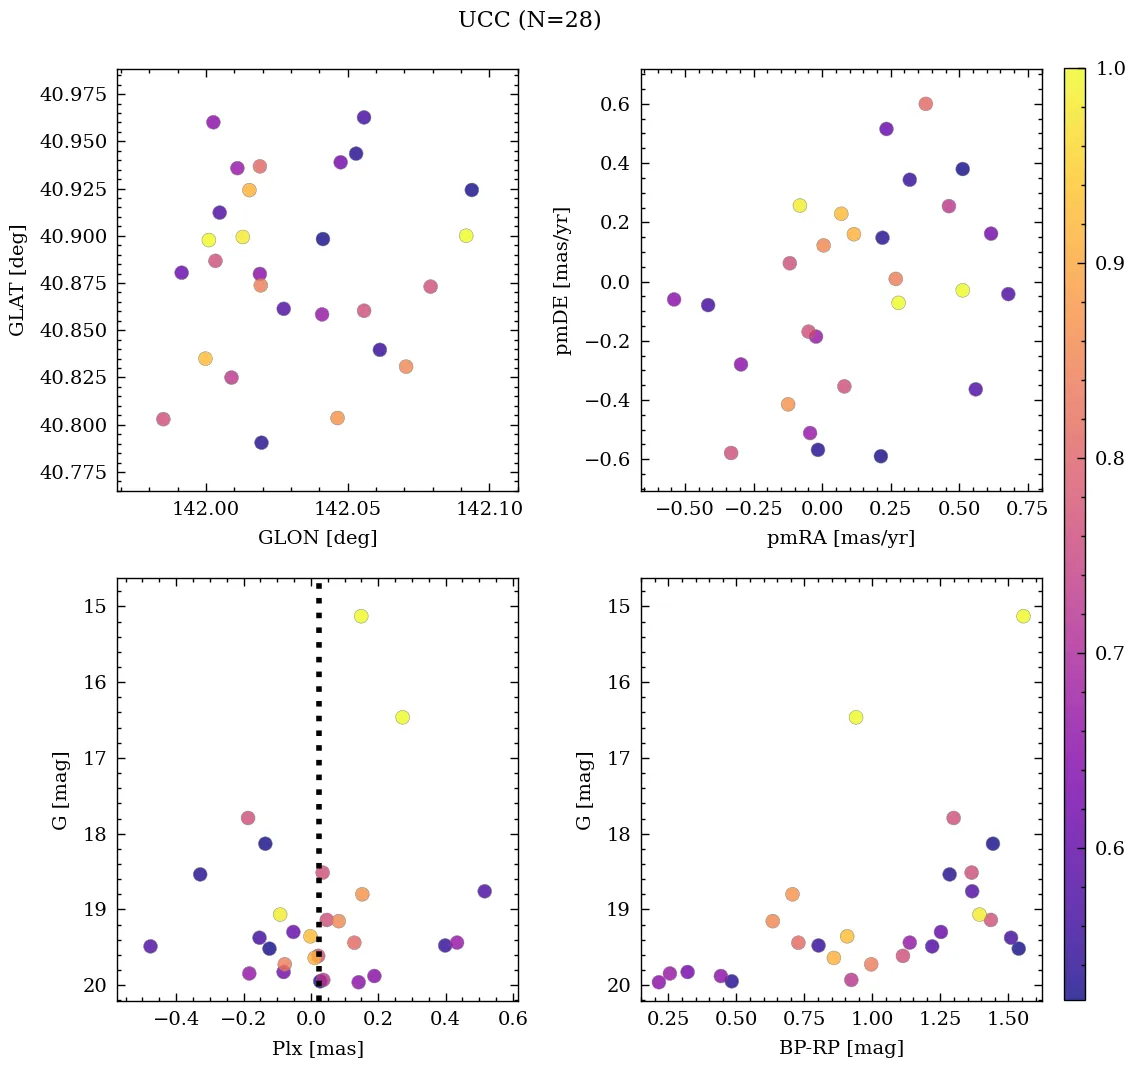 UCC (N=28)
40.975
40.950
40.925
40.900
40.875
40.850
40.825
40.800
40.775
GLAT [deg]
142.00 142.05 142.10
GLON [deg]
0.6
0.4
0.2
0.0
−0.2
−0.4
−0.6
pmDE [mas/yr]
−0.50 −0.25 0.00 0.25 0.50 0.75
pmRA [mas/yr]
1.0
0.9
0.8
0.7
0.6
15
16
17
18
19
20
G [mag]
−0.4 −0.2 0.0 0.2 0.4 0.6
Plx [mas]
15
16
17
18
19
20
G [mag]
0.25 0.50 0.75 1.00 1.25 1.50
BP-RP [mag]